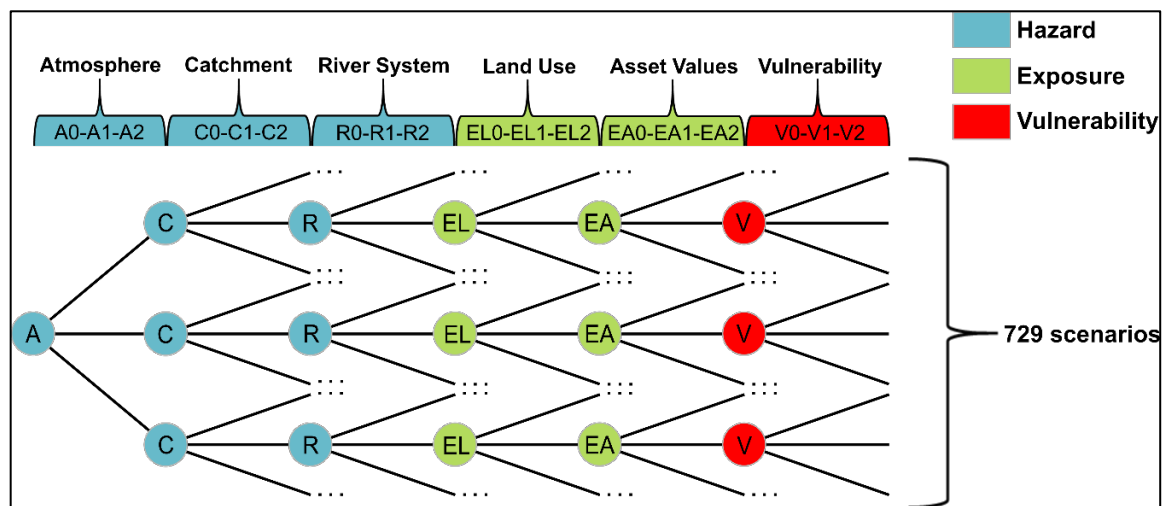 Hazard
Exposure
Vulnerability
Atmosphere Catchment River System Land Use Asset Values Vulnerability
A0-A1-A2 C0-C1-C2 R0-R1-R2 EL0-EL1-EL2 EA0-EA1-EA2 V0-V1-V2
... ... ... ...
C R EL EA V
... ... ... ...
... ... ... ...
A C R EL EA V 729 scenarios
... ... ... ...
... ... ... ...
C R EL EA V
... ... ... ...